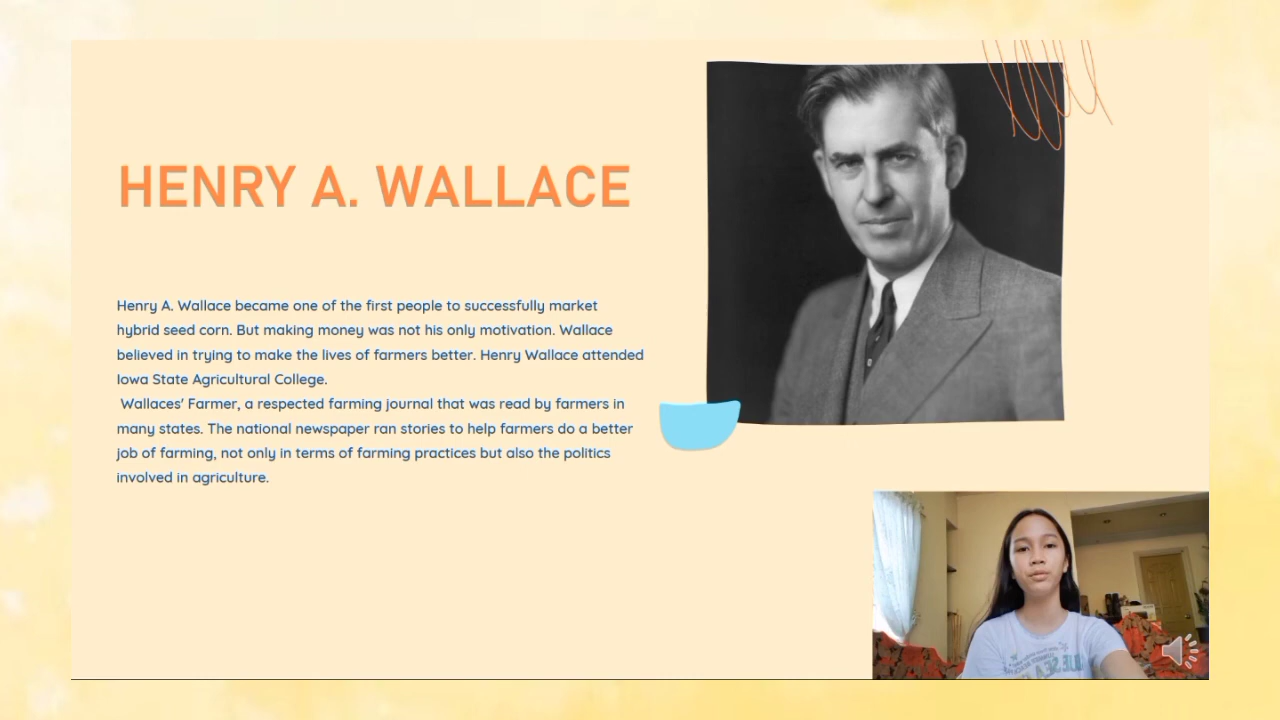 HENRY A. WALLACE
Henry A. Wallace became one of the first people to successfully market
hybrid seed corn. But making money was not his only motivation. Wallace
believed in trying to make the lives of farmers better. Henry Wallace attended
Iowa State Agricultural College.
Wallaces' Farmer, a respected farming journal that was read by farmers in
many states. The national newspaper ran stories to help farmers do a better
job of farming, not only in terms of farming practices but also the politics
involved in agriculture.